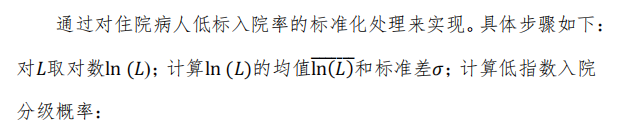 通过对住院病人低标入院率的标准化处理来实现。具体步骤如下：
对L取对数ln (L)；计算ln (L)的均值\overline{ln(L)}和标准差σ；计算低指数入院
分级概率：